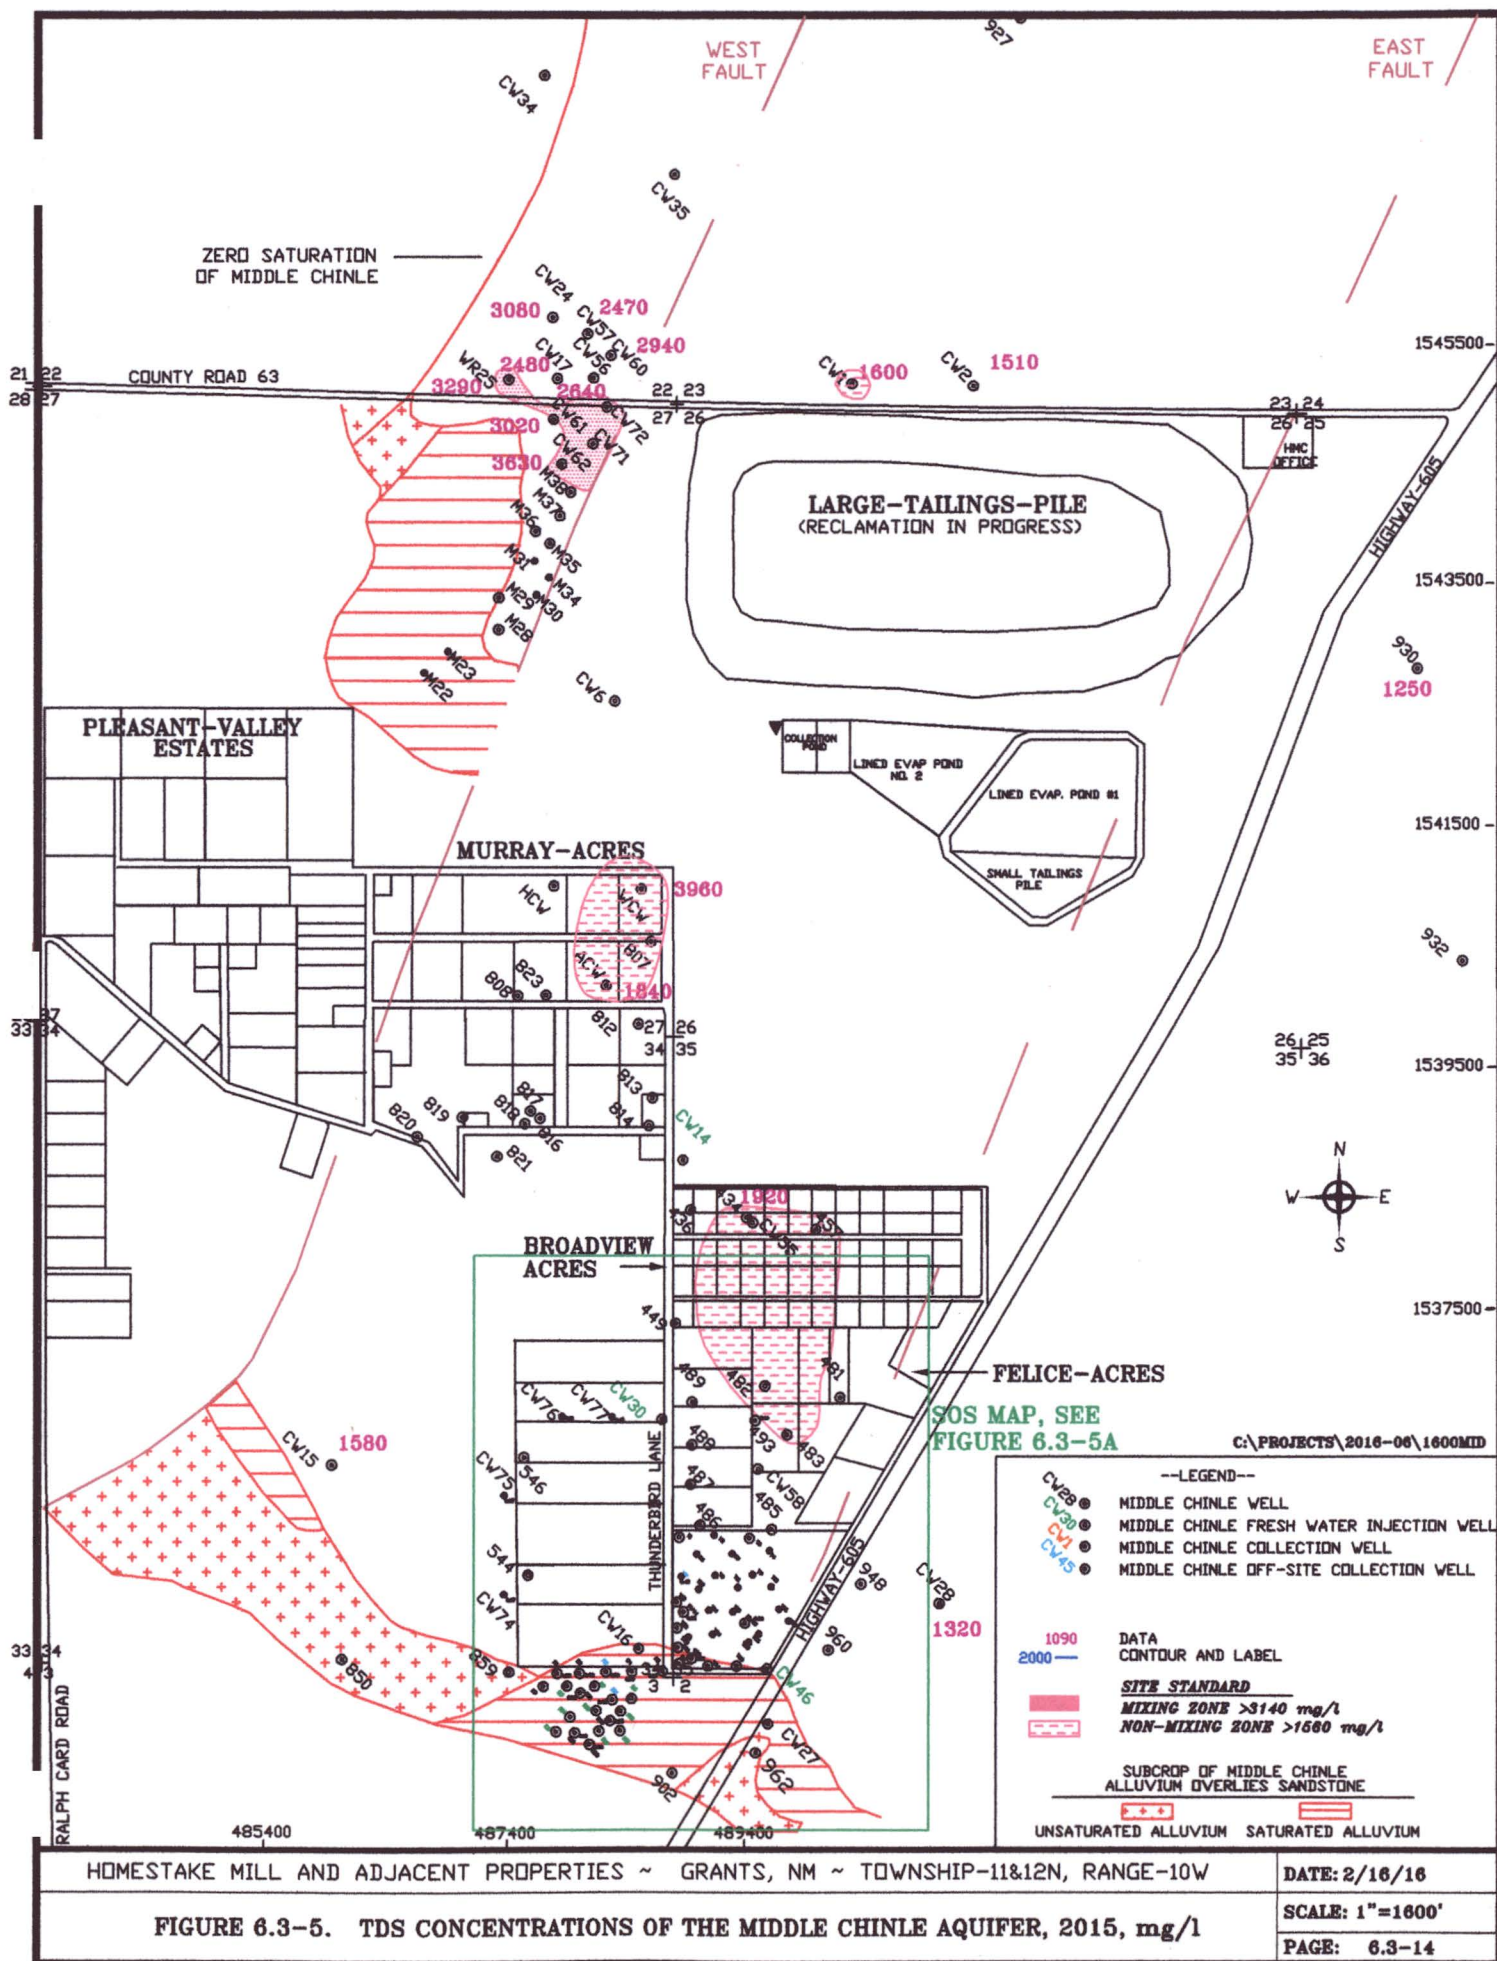 927
WEST
FAULT
EAST
FAULT
CW34
CW35
ZERO SATURATION
OF MIDDLE CHINLE
CW24
3080
CW57
2470
CW60
2940
WR25
2480
CW17
CW56
CW1
1600
CW2
1510
1545500
21 22
28 27
COUNTY ROAD 63
3290
2640
22 23
27 26
23 24
26 25
HMC
OFFICE
3020
CW61
CW72
CW71
3630
CW62
M38
M37
M36
M35
M31
M34
M30
M29
M28
M23
M22
CW6
LARGE-TAILINGS-PILE
(RECLAMATION IN PROGRESS)
HIGHWAY-605
1543500
930
1250
PLEASANT-VALLEY
ESTATES
COLLECTION
POND
LINED EVAP POND
NO. 2
LINED EVAP. POND #1
SMALL TAILINGS
PILE
1541500
MURRAY-ACRES
HCW
WCW
3960
807
ACW
1840
823
808
812
932
27 26
34 35
26 25
35 36
33 34
1539500
813
814
817
818
816
819
820
821
CW14
N
W E
S
1920
436
434
CW55
457
BROADVIEW
ACRES
449
1537500
FELICE-ACRES
489
482
481
CW76
CW77
CW30
SOS MAP, SEE
FIGURE 6.3-5A
C:\PROJECTS\2016-06\1600MID
CW15
1580
488
493
483
CW75
546
487
CW58
486
485
THUNDERBIRD LANE
544
CW74
HIGHWAY-605
948
CW28
1320
CW16
960
859
850
33 34
4 3
3 2
CW46
CW27
962
902
RALPH CARD ROAD
--LEGEND--
CW28 MIDDLE CHINLE WELL
CW30 MIDDLE CHINLE FRESH WATER INJECTION WELL
CW1 MIDDLE CHINLE COLLECTION WELL
CW45 MIDDLE CHINLE OFF-SITE COLLECTION WELL
1090 DATA
2000 CONTOUR AND LABEL
SITE STANDARD
MIXING ZONE >3140 mg/l
NON-MIXING ZONE >1560 mg/l
SUBCROP OF MIDDLE CHINLE
ALLUVIUM OVERLIES SANDSTONE
UNSATURATED ALLUVIUM SATURATED ALLUVIUM
485400
487400
489400
HOMESTAKE MILL AND ADJACENT PROPERTIES ~ GRANTS, NM ~ TOWNSHIP-11&12N, RANGE-10W
DATE: 2/16/16
FIGURE 6.3-5. TDS CONCENTRATIONS OF THE MIDDLE CHINLE AQUIFER, 2015, mg/l
SCALE: 1"=1600'
PAGE: 6.3-14